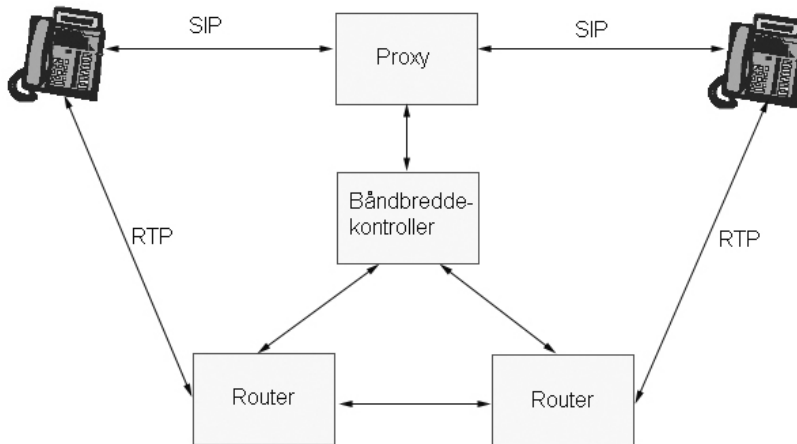 SIP
SIP
Proxy
Båndbredde-
kontroller
RTP
RTP
Router
Router